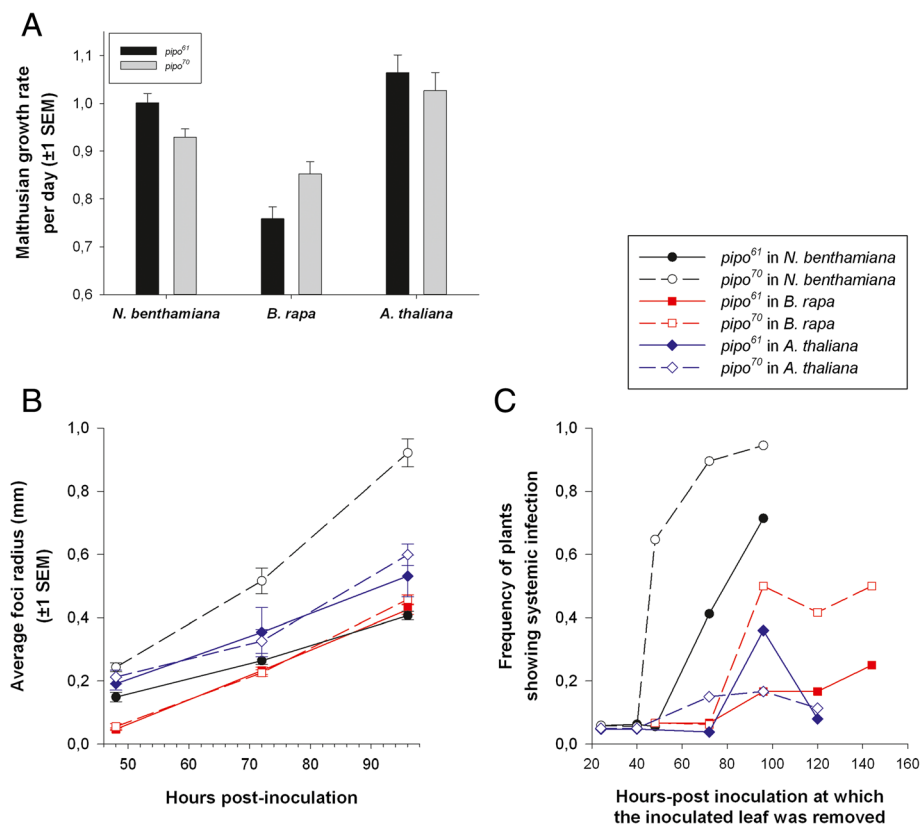 A
Malthusian growth rate
per day (±1 SEM)
1,1
1,0
0,9
0,8
0,7
0,6
pipo⁶¹
pipo⁷⁰
N. benthamiana B. rapa A. thaliana
pipo⁶¹ in N. benthamiana
pipo⁷⁰ in N. benthamiana
pipo⁶¹ in B. rapa
pipo⁷⁰ in B. rapa
pipo⁶¹ in A. thaliana
pipo⁷⁰ in A. thaliana
B
Average foci radius (mm)
(±1 SEM)
1,0
0,8
0,6
0,4
0,2
0,0
50 60 70 80 90
Hours post-inoculation
C
Frequency of plants
showing systemic infection
1,0
0,8
0,6
0,4
0,2
0,0
20 40 60 80 100 120 140 160
Hours-post inoculation at which
the inoculated leaf was removed